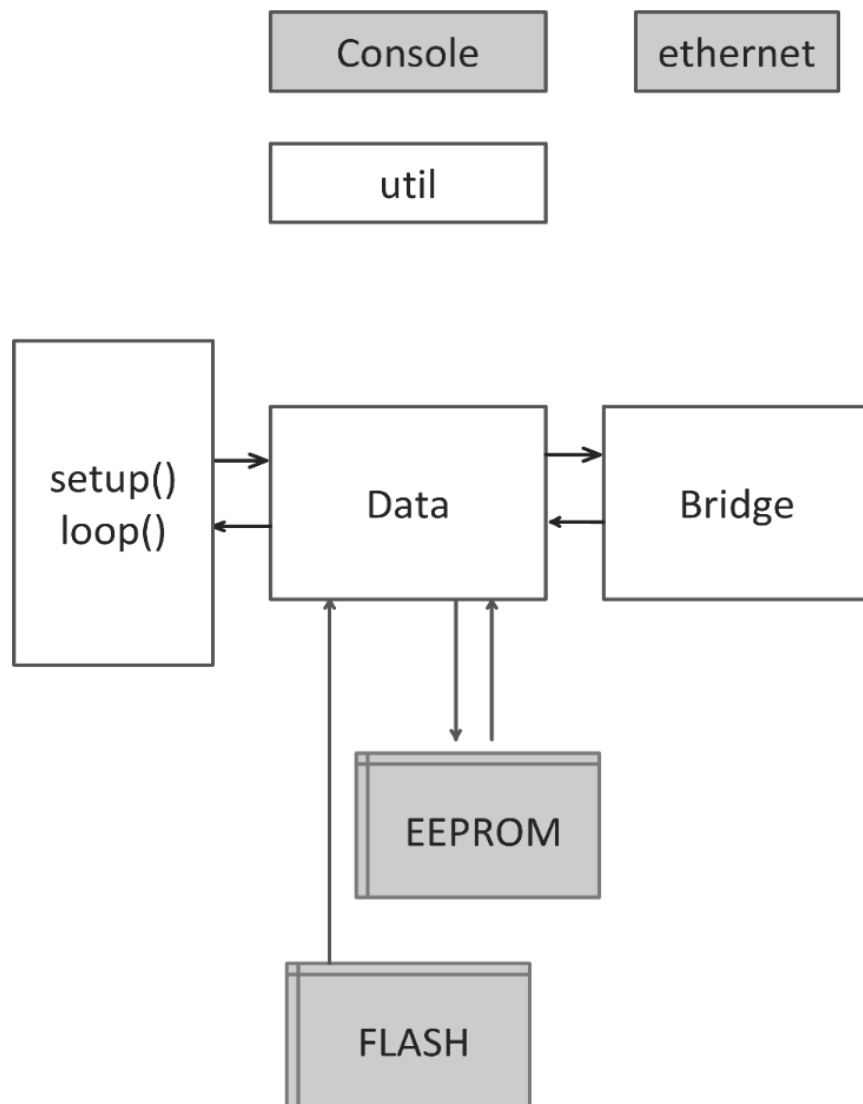 Console
ethernet
util
setup()
loop()
Data
Bridge
EEPROM
FLASH